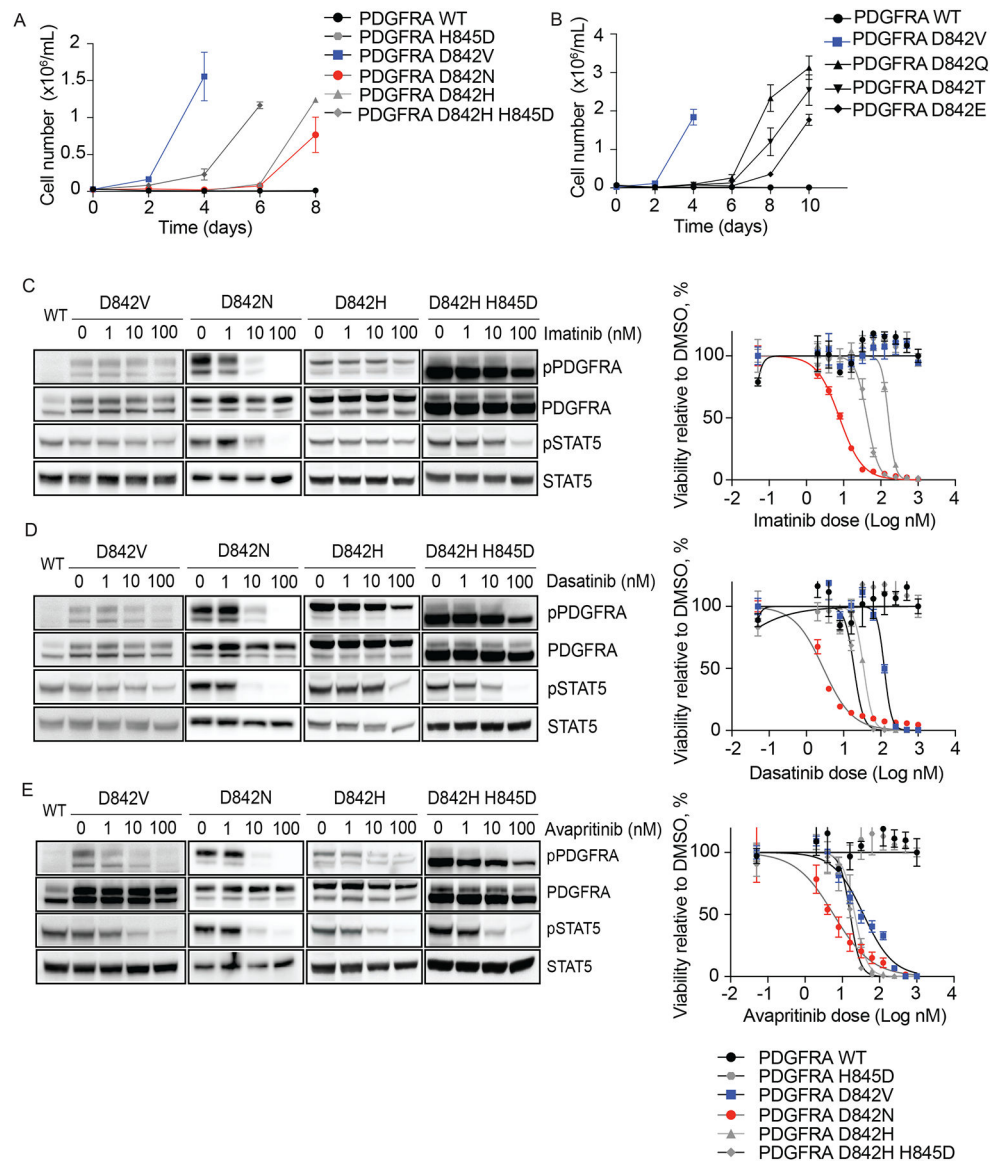 A
Cell number (x10⁶/mL)
2
1.5
1
0.5
0
0 2 4 6 8
Time (days)
PDGFRA WT
PDGFRA H845D
PDGFRA D842V
PDGFRA D842N
PDGFRA D842H
PDGFRA D842H H845D
B
Cell number (x10⁶/mL)
4
3
2
1
0
0 2 4 6 8 10
Time (days)
PDGFRA WT
PDGFRA D842V
PDGFRA D842Q
PDGFRA D842T
PDGFRA D842E
C
WT D842V D842N D842H D842H H845D
0 1 10 100 0 1 10 100 0 1 10 100 0 1 10 100 Imatinib (nM)
pPDGFRA
PDGFRA
pSTAT5
STAT5
Viability relative to DMSO, %
100
50
0
-2 -1 0 1 2 3 4
Imatinib dose (Log nM)
D
WT D842V D842N D842H D842H H845D
0 1 10 100 0 1 10 100 0 1 10 100 0 1 10 100 Dasatinib (nM)
pPDGFRA
PDGFRA
pSTAT5
STAT5
Viability relative to DMSO, %
100
50
0
-2 -1 0 1 2 3 4
Dasatinib dose (Log nM)
E
WT D842V D842N D842H D842H H845D
0 1 10 100 0 1 10 100 0 1 10 100 0 1 10 100 Avapritinib (nM)
pPDGFRA
PDGFRA
pSTAT5
STAT5
Viability relative to DMSO, %
100
50
0
-2 -1 0 1 2 3 4
Avapritinib dose (Log nM)
PDGFRA WT
PDGFRA H845D
PDGFRA D842V
PDGFRA D842N
PDGFRA D842H
PDGFRA D842H H845D